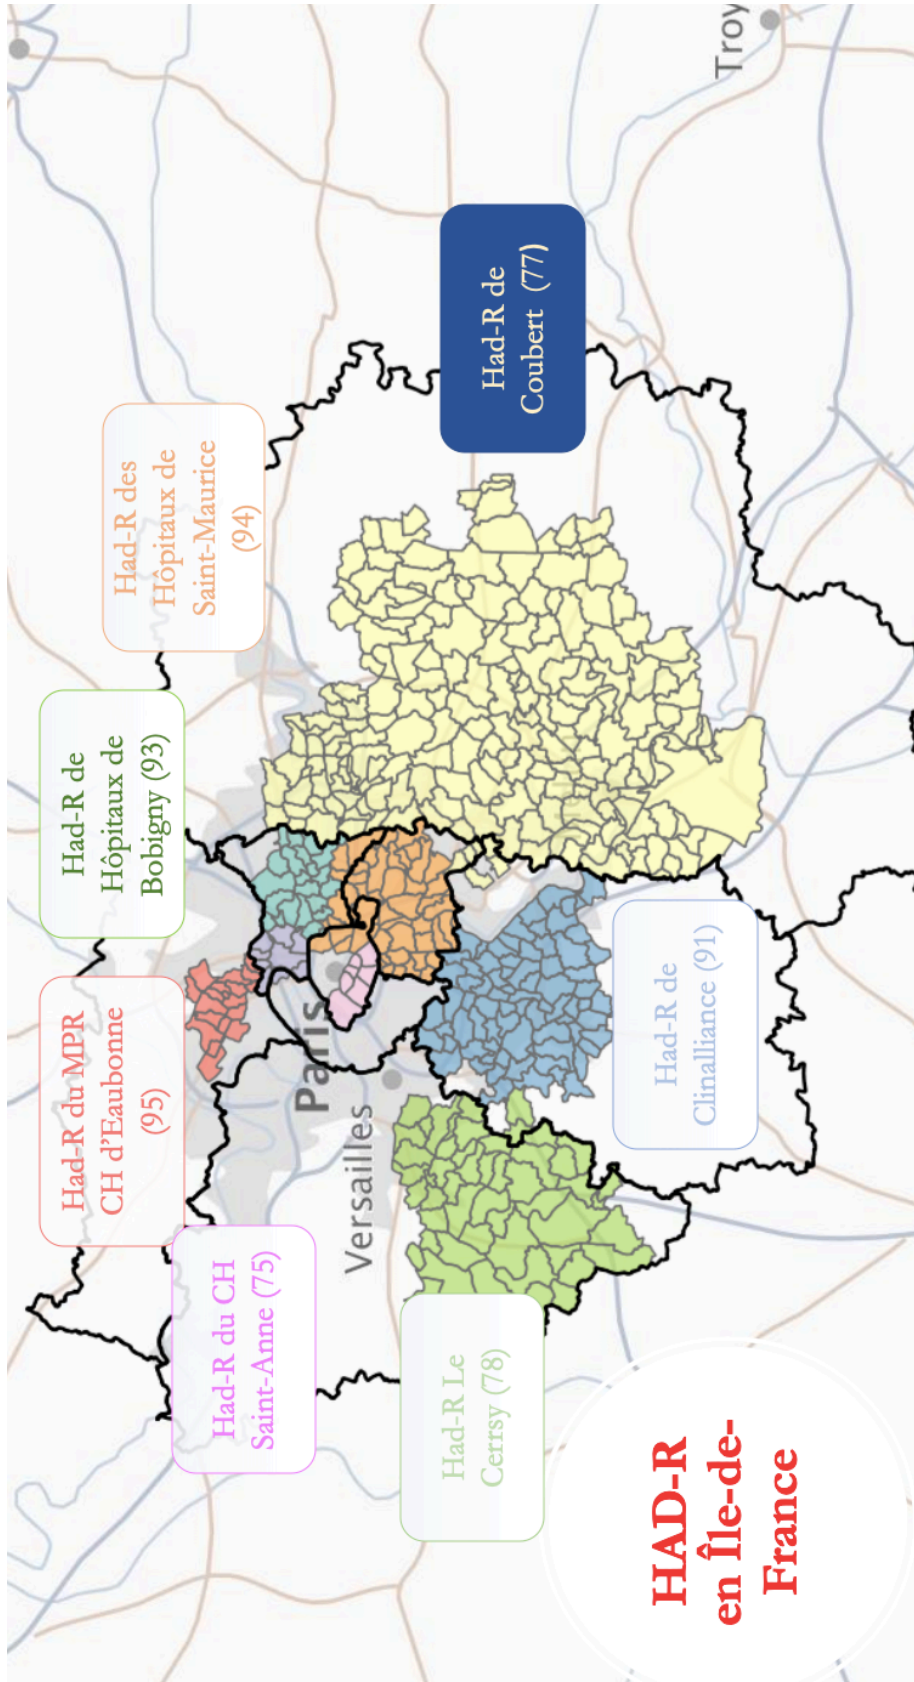 Had-R du MPR
CH d'Eaubonne
(95)
Had-R de
Hôpitaux de
Bobigny (93)
Had-R des
Hôpitaux de
Saint-Maurice
(94)
Had-R du CH
Saint-Anne (75)
Paris
Versailles
Had-R Le
Cerrsy (78)
Had-R de
Coubert (77)
Had-R de
Clinalliance (91)
Troy
HAD-R
en Île-de-
France